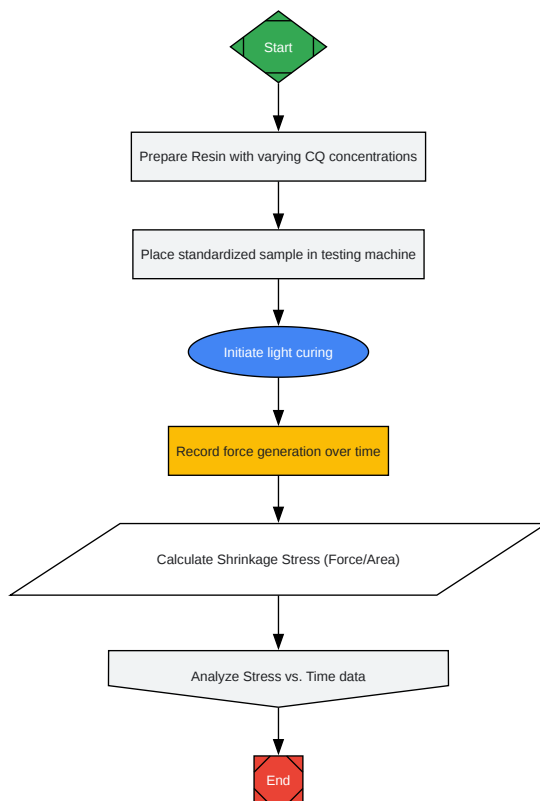 Start
Prepare Resin with varying CQ concentrations
Place standardized sample in testing machine
Initiate light curing
Record force generation over time
Calculate Shrinkage Stress (Force/Area)
Analyze Stress vs. Time data
End